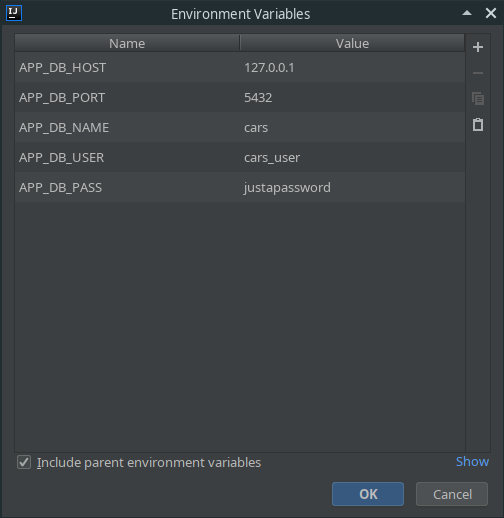 IJ
Environment Variables
Name Value
APP_DB_HOST 127.0.0.1
APP_DB_PORT 5432
APP_DB_NAME cars
APP_DB_USER cars_user
APP_DB_PASS justapassword
Include parent environment variables Show
OK Cancel